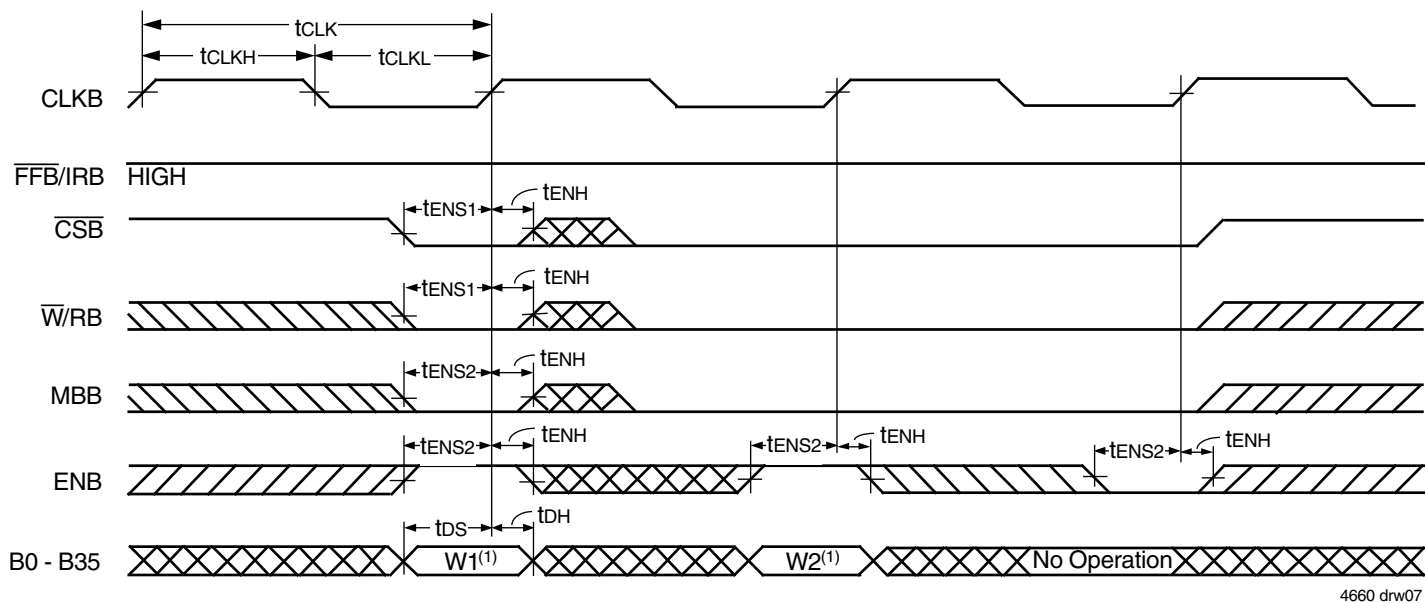 tCLK
tCLKH tCLKL
CLKB
FFB/IRB HIGH
tENS1 tENH
CSB
tENS1 tENH
W/RB
tENS2 tENH
MBB
tENS2 tENH tENS2 tENH tENS2 tENH
ENB
tDS tDH
B0 - B35 W1(1) W2(1) No Operation
4660 drw07